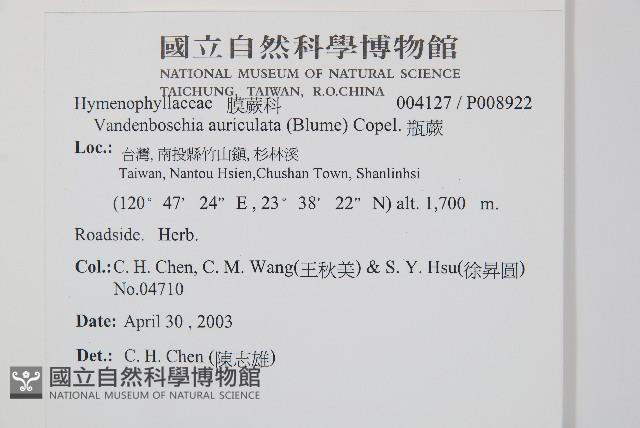 國立自然科學博物館
NATIONAL MUSEUM OF NATURAL SCIENCE
TAICHUNG, TAIWAN, R.O.CHINA
Hymenophyllaceae 膜蕨科 004127 / P008922
Vandenboschia auriculata (Blume) Copel. 瓶蕨
Loc.: 台灣, 南投縣竹山鎮, 杉林溪
Taiwan, Nantou Hsien,Chushan Town, Shanlinhsi
(120° 47′ 24″ E , 23° 38′ 22″ N) alt. 1,700 m.
Roadside. Herb.
Col.: C. H. Chen, C. M. Wang(王秋美) & S. Y. Hsu(徐昇圓)
No.04710
Date: April 30 , 2003
Det.: C. H. Chen (陳志雄)
國立自然科學博物館
NATIONAL MUSEUM OF NATURAL SCIENCE